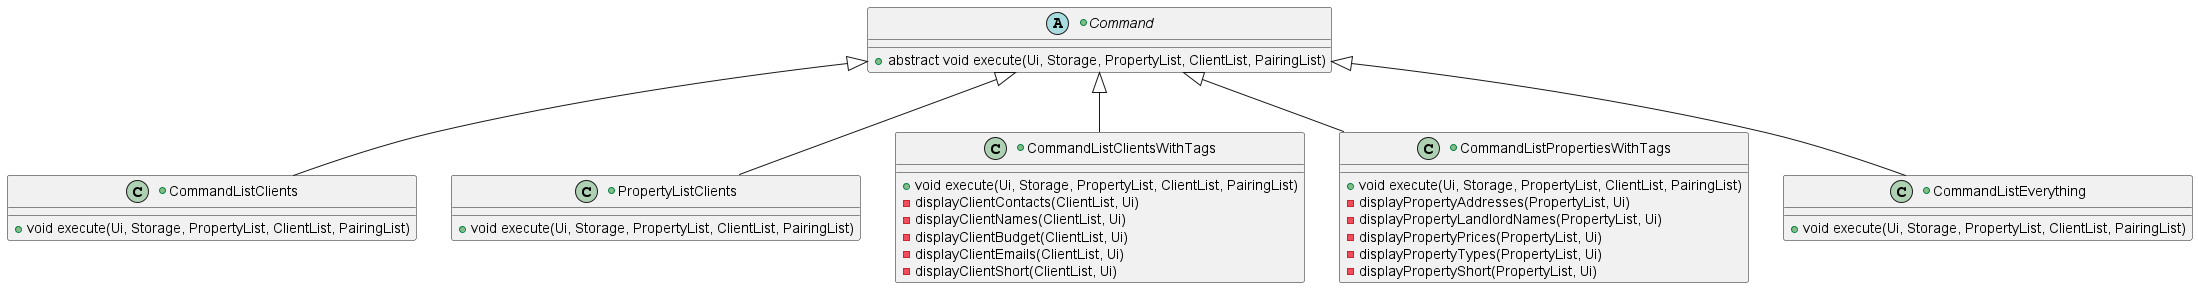 A Command
abstract void execute(Ui, Storage, PropertyList, ClientList, PairingList)
C CommandListClients
void execute(Ui, Storage, PropertyList, ClientList, PairingList)
C PropertyListClients
void execute(Ui, Storage, PropertyList, ClientList, PairingList)
C CommandListClientsWithTags
void execute(Ui, Storage, PropertyList, ClientList, PairingList)
displayClientContacts(ClientList, Ui)
displayClientNames(ClientList, Ui)
displayClientBudget(ClientList, Ui)
displayClientEmails(ClientList, Ui)
displayClientShort(ClientList, Ui)
C CommandListPropertiesWithTags
void execute(Ui, Storage, PropertyList, ClientList, PairingList)
displayPropertyAddresses(PropertyList, Ui)
displayPropertyLandlordNames(PropertyList, Ui)
displayPropertyPrices(PropertyList, Ui)
displayPropertyTypes(PropertyList, Ui)
displayPropertyShort(PropertyList, Ui)
C CommandListEverything
void execute(Ui, Storage, PropertyList, ClientList, PairingList)